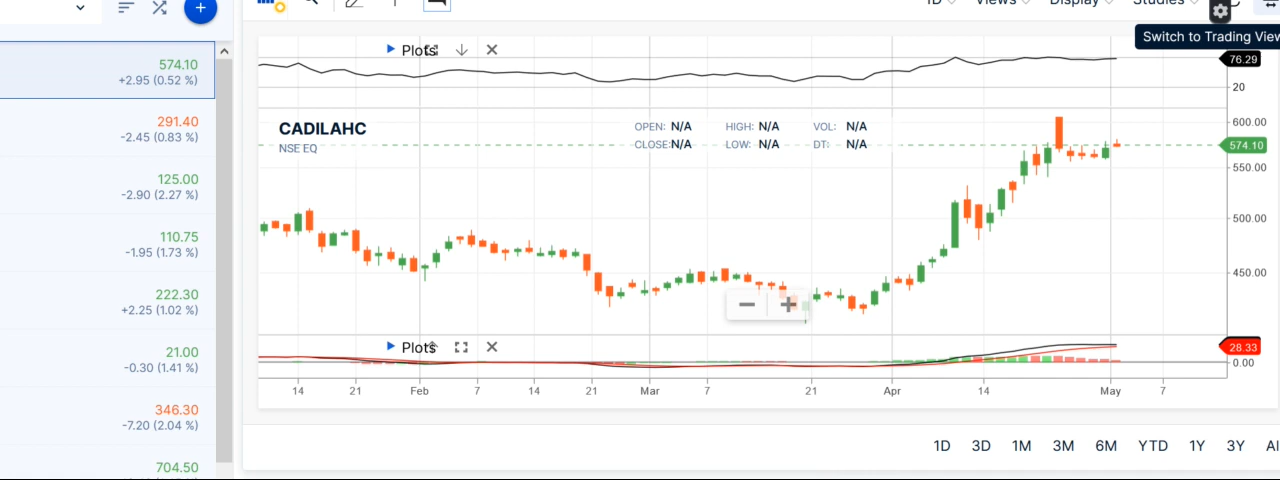 1D Views Display Studies
Switch to Trading View
574.10
+2.95 (0.52 %)
291.40
-2.45 (0.83 %)
125.00
-2.90 (2.27 %)
110.75
-1.95 (1.73 %)
222.30
+2.25 (1.02 %)
21.00
-0.30 (1.41 %)
346.30
-7.20 (2.04 %)
704.50
Plots
76.29
20
CADILAHC
NSE EQ
OPEN: N/A HIGH: N/A VOL: N/A
CLOSE: N/A LOW: N/A DT: N/A
600.00
574.10
550.00
500.00
450.00
Plots
28.33
0.00
14 21 Feb 7 14 21 Mar 7 21 Apr 14 May 7
1D 3D 1M 3M 6M YTD 1Y 3Y Al